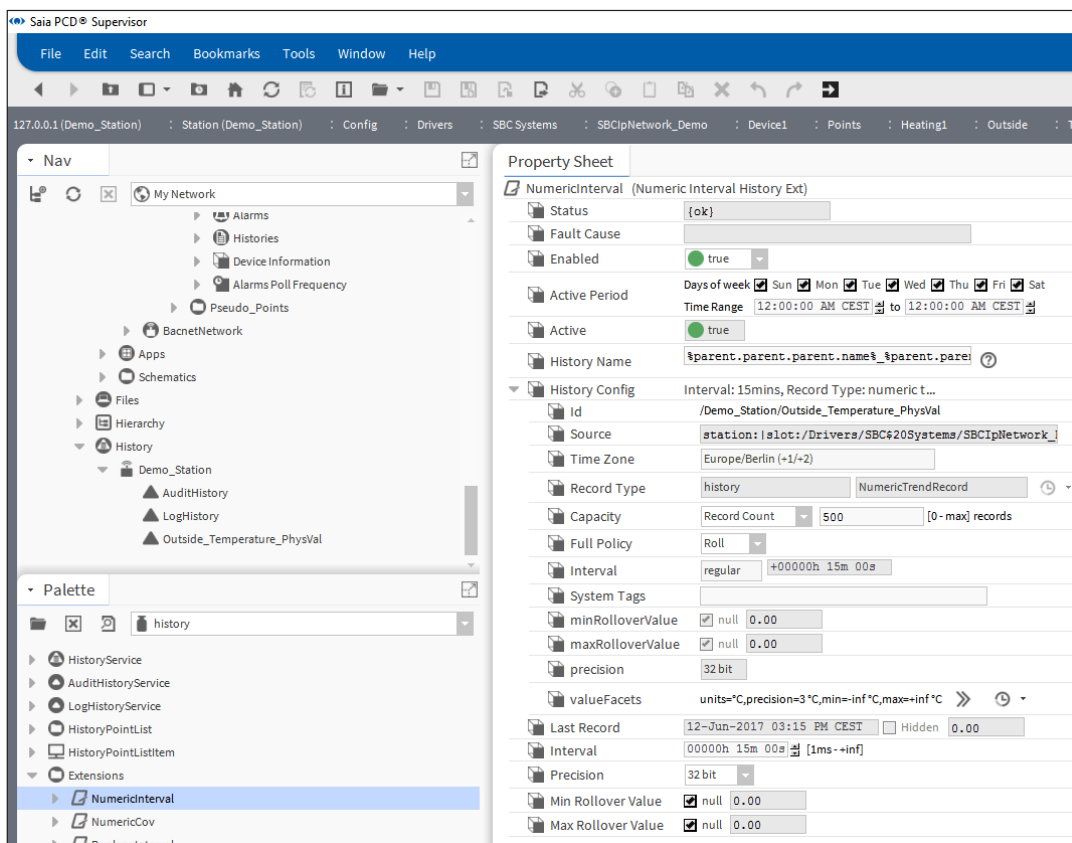 Saia PCD® Supervisor
File Edit Search Bookmarks Tools Window Help
127.0.0.1 (Demo_Station) : Station (Demo_Station) : Config : Drivers : SBC Systems : SBCIpNetwork_Demo : Device1 : Points : Heating1 : Outside :
Nav
My Network
Alarms
Histories
Device Information
Alarms Poll Frequency
Pseudo_Points
BacnetNetwork
Apps
Schematics
Files
Hierarchy
History
Demo_Station
AuditHistory
LogHistory
Outside_Temperature_PhysVal
Palette
history
HistoryService
AuditHistoryService
LogHistoryService
HistoryPointList
HistoryPointListItem
Extensions
NumericInterval
NumericCov
Property Sheet
NumericInterval (Numeric Interval History Ext)
Status {ok}
Fault Cause
Enabled true
Active Period Days of week Sun Mon Tue Wed Thu Fri Sat
Time Range 12:00:00 AM CEST to 12:00:00 AM CEST
Active true
History Name %parent.parent.parent.name%_%parent.parent
History Config Interval: 15mins, Record Type: numeric t...
Id /Demo_Station/Outside_Temperature_PhysVal
Source station:|slot:/Drivers/SBC$20Systems/SBCIpNetwork_
Time Zone Europe/Berlin (+1/+2)
Record Type history NumericTrendRecord
Capacity Record Count 500 [0 - max] records
Full Policy Roll
Interval regular +00000h 15m 00s
System Tags
minRolloverValue null 0.00
maxRolloverValue null 0.00
precision 32 bit
valueFacets units=°C,precision=3 °C,min=-inf °C,max=+inf °C
Last Record 12-Jun-2017 03:15 PM CEST Hidden 0.00
Interval 00000h 15m 00s [1ms - +inf]
Precision 32 bit
Min Rollover Value null 0.00
Max Rollover Value null 0.00